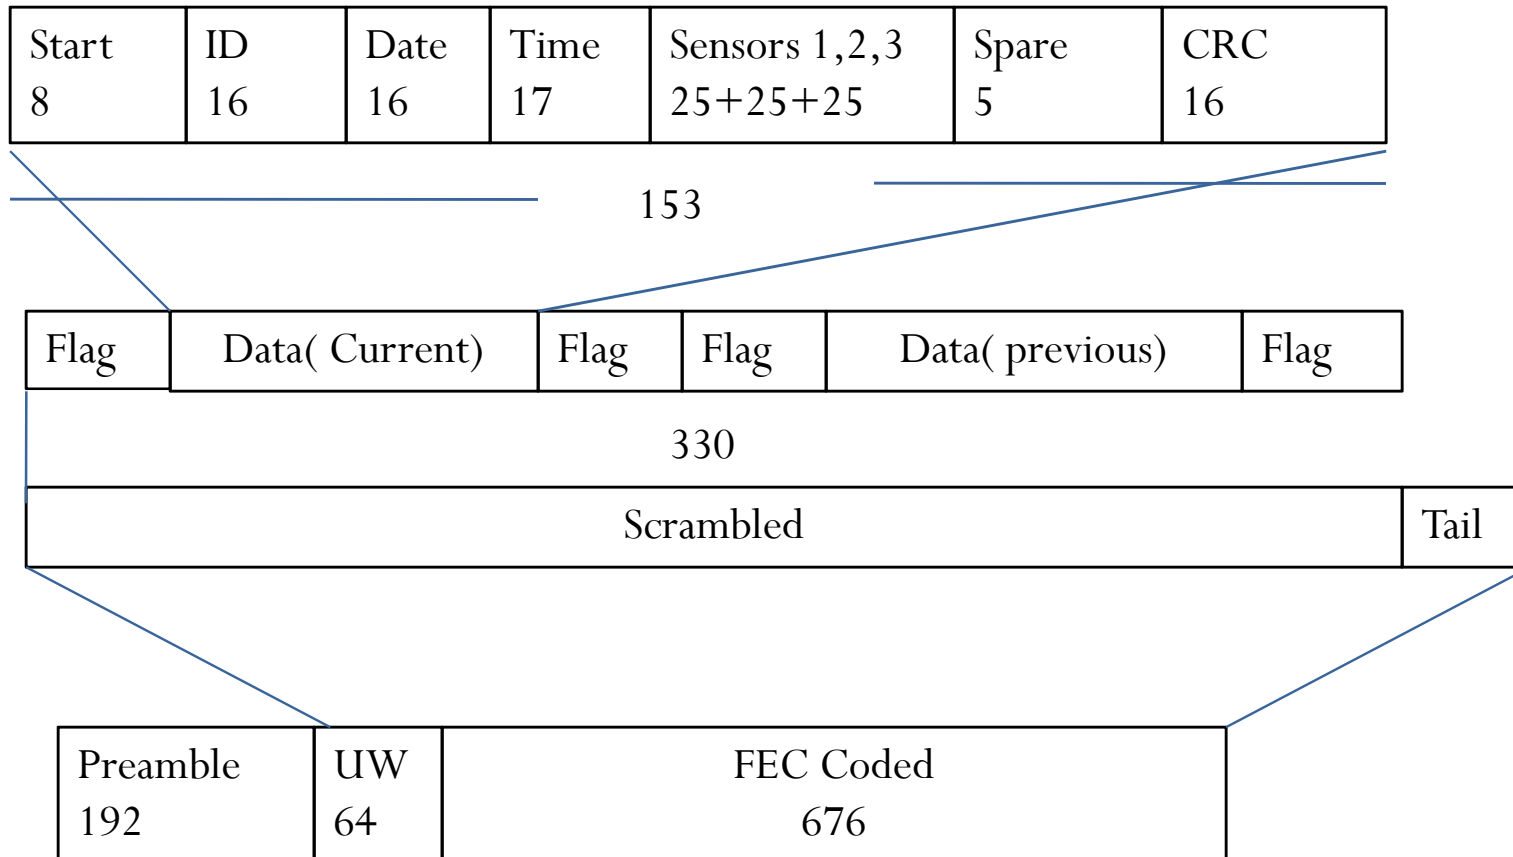 Start ID Date Time Sensors 1,2,3 Spare CRC
8 16 16 17 25+25+25 5 16
153
Flag Data( Current) Flag Flag Data( previous) Flag
330
Scrambled Tail
Preamble UW FEC Coded
192 64 676